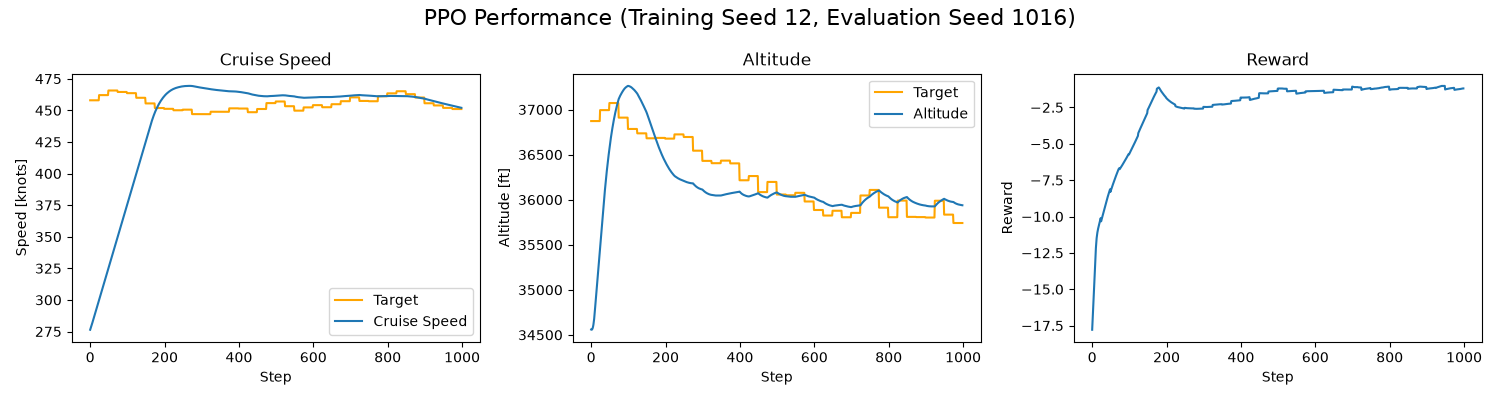 PPO Performance (Training Seed 12, Evaluation Seed 1016)
Cruise Speed
Speed [knots]
475
450
425
400
375
350
325
300
275
0
200
400
600
800
1000
Step
Target
Cruise Speed
Altitude
Altitude [ft]
37000
36500
36000
35500
35000
34500
0
200
400
600
800
1000
Step
Target
Altitude
Reward
Reward
−2.5
−5.0
−7.5
−10.0
−12.5
−15.0
−17.5
0
200
400
600
800
1000
Step